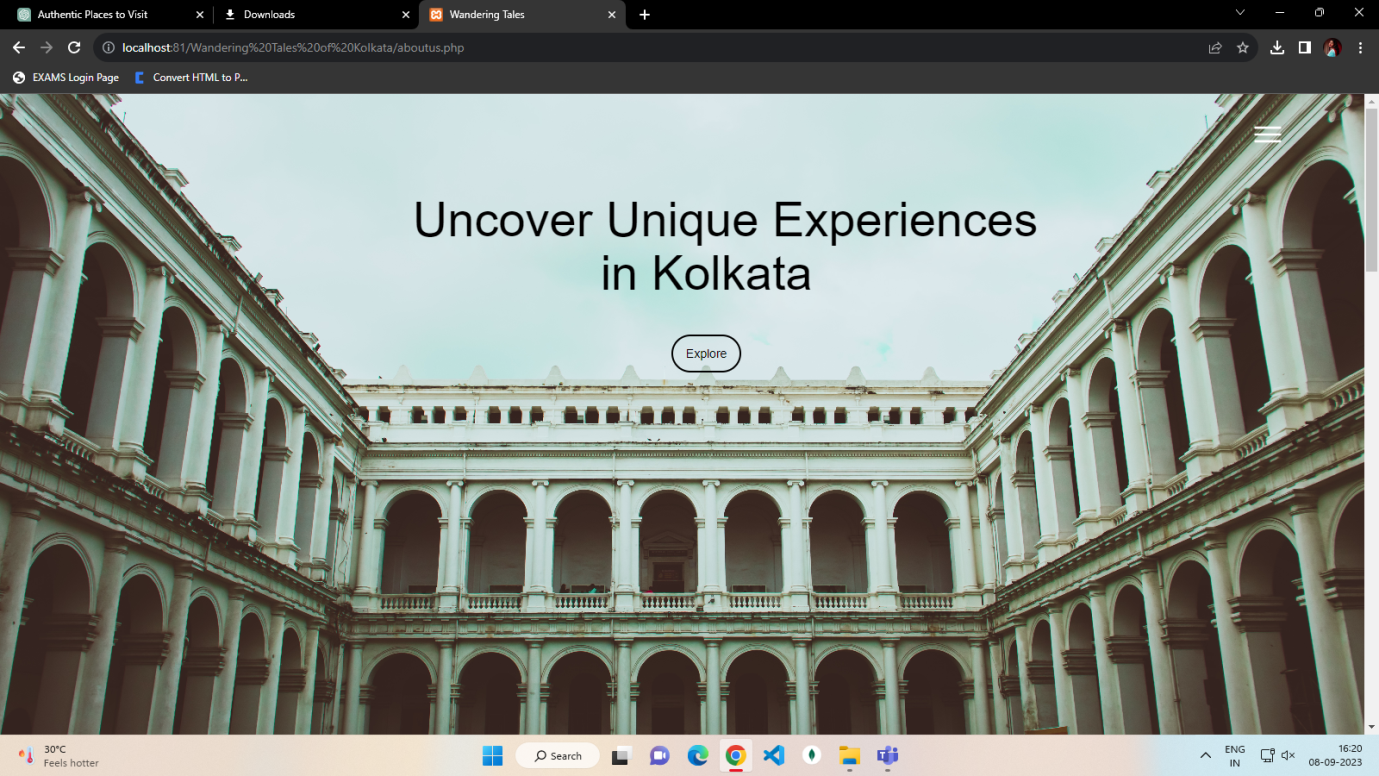 Authentic Places to Visit
Downloads
Wandering Tales
localhost:81/Wandering%20Tales%20of%20Kolkata/aboutus.php
EXAMS Login Page
Convert HTML to P...
Uncover Unique Experiences
in Kolkata
Explore
30°C
Feels hotter
Search
ENG
IN
16:20
08-09-2023